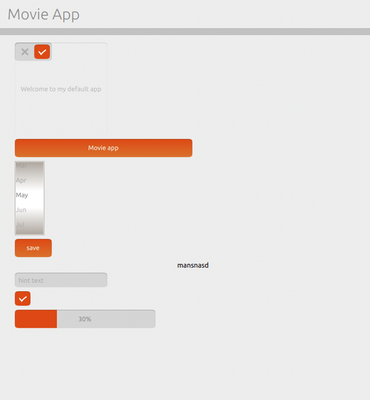 Movie App
Welcome to my default app
Movie app
Apr
May
Jun
save
mansnasd
hint text
30%